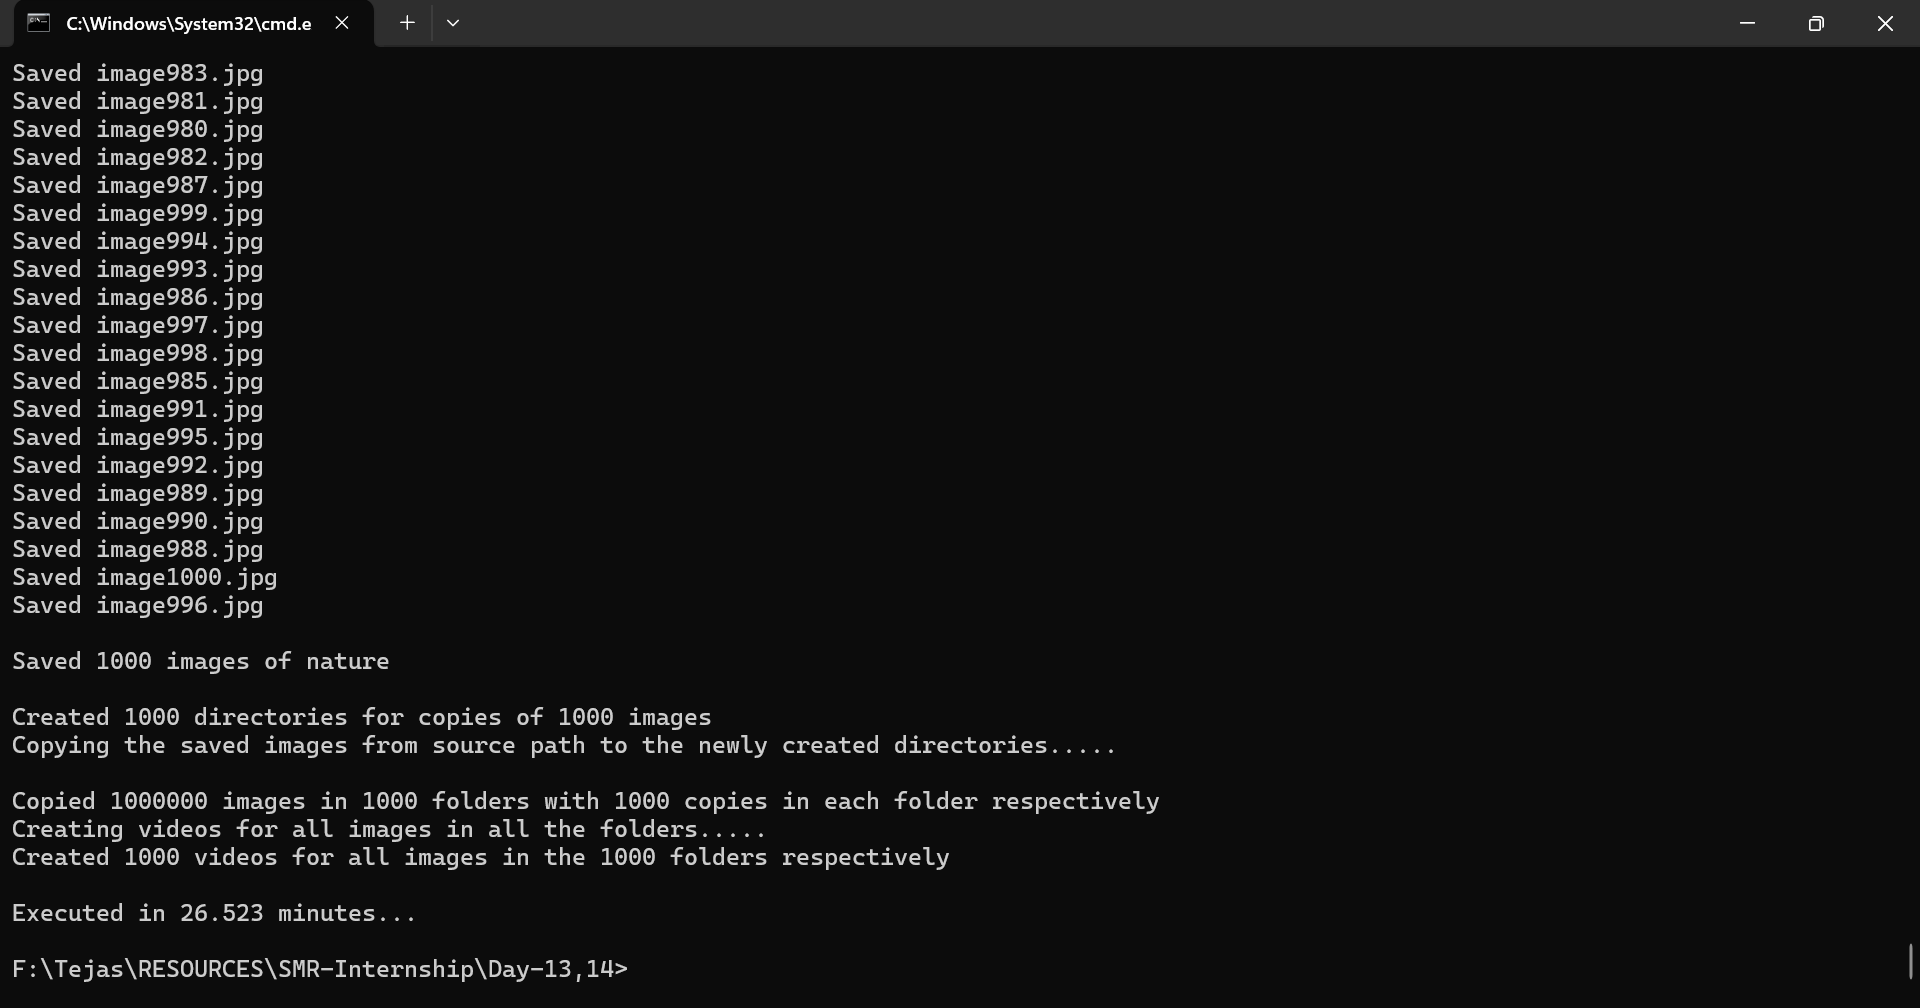 C:\Windows\System32\cmd.e
Saved image983.jpg
Saved image981.jpg
Saved image980.jpg
Saved image982.jpg
Saved image987.jpg
Saved image999.jpg
Saved image994.jpg
Saved image993.jpg
Saved image986.jpg
Saved image997.jpg
Saved image998.jpg
Saved image985.jpg
Saved image991.jpg
Saved image995.jpg
Saved image992.jpg
Saved image989.jpg
Saved image990.jpg
Saved image988.jpg
Saved image1000.jpg
Saved image996.jpg
Saved 1000 images of nature
Created 1000 directories for copies of 1000 images
Copying the saved images from source path to the newly created directories.....
Copied 1000000 images in 1000 folders with 1000 copies in each folder respectively
Creating videos for all images in all the folders.....
Created 1000 videos for all images in the 1000 folders respectively
Executed in 26.523 minutes...
F:\Tejas\RESOURCES\SMR-Internship\Day-13,14>